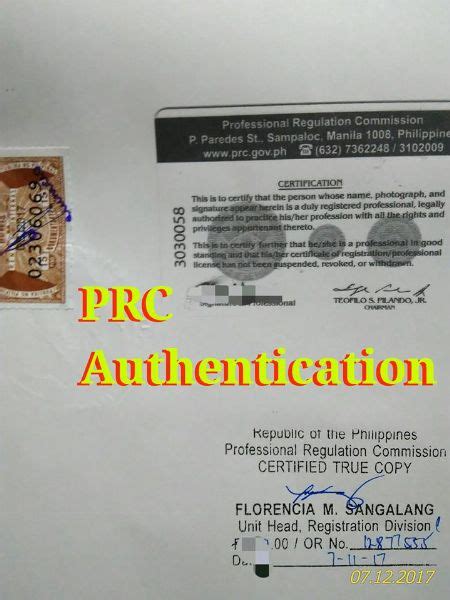 Professional Regulation Commission
P. Paredes St., Sampaloc, Manila 1008, Philippine
www.prc.gov.ph ☎(632) 7362248 / 3102009
CERTIFICATION
This is to certify that the person whose name, photograph, and
signature appear herein is a duly registered professional, legally
authorized to practice his/her profession with all the rights and
privileges appurtenant thereto.
This is to certify further that he/she is a professional in good
standing and that his/her certificate of registration/professional
license has not been suspended, revoked, or withdrawn.
3030058
Professional
TEOFILO S. PILANDO, JR.
CHAIRMAN
PRC
Authentication
Republic of the Philippines
Professional Regulation Commission
CERTIFIED TRUE COPY
FLORENCIA M. SANGALANG
Unit Head, Registration Division
.00 / OR No.
7-11-17
07.12.2017